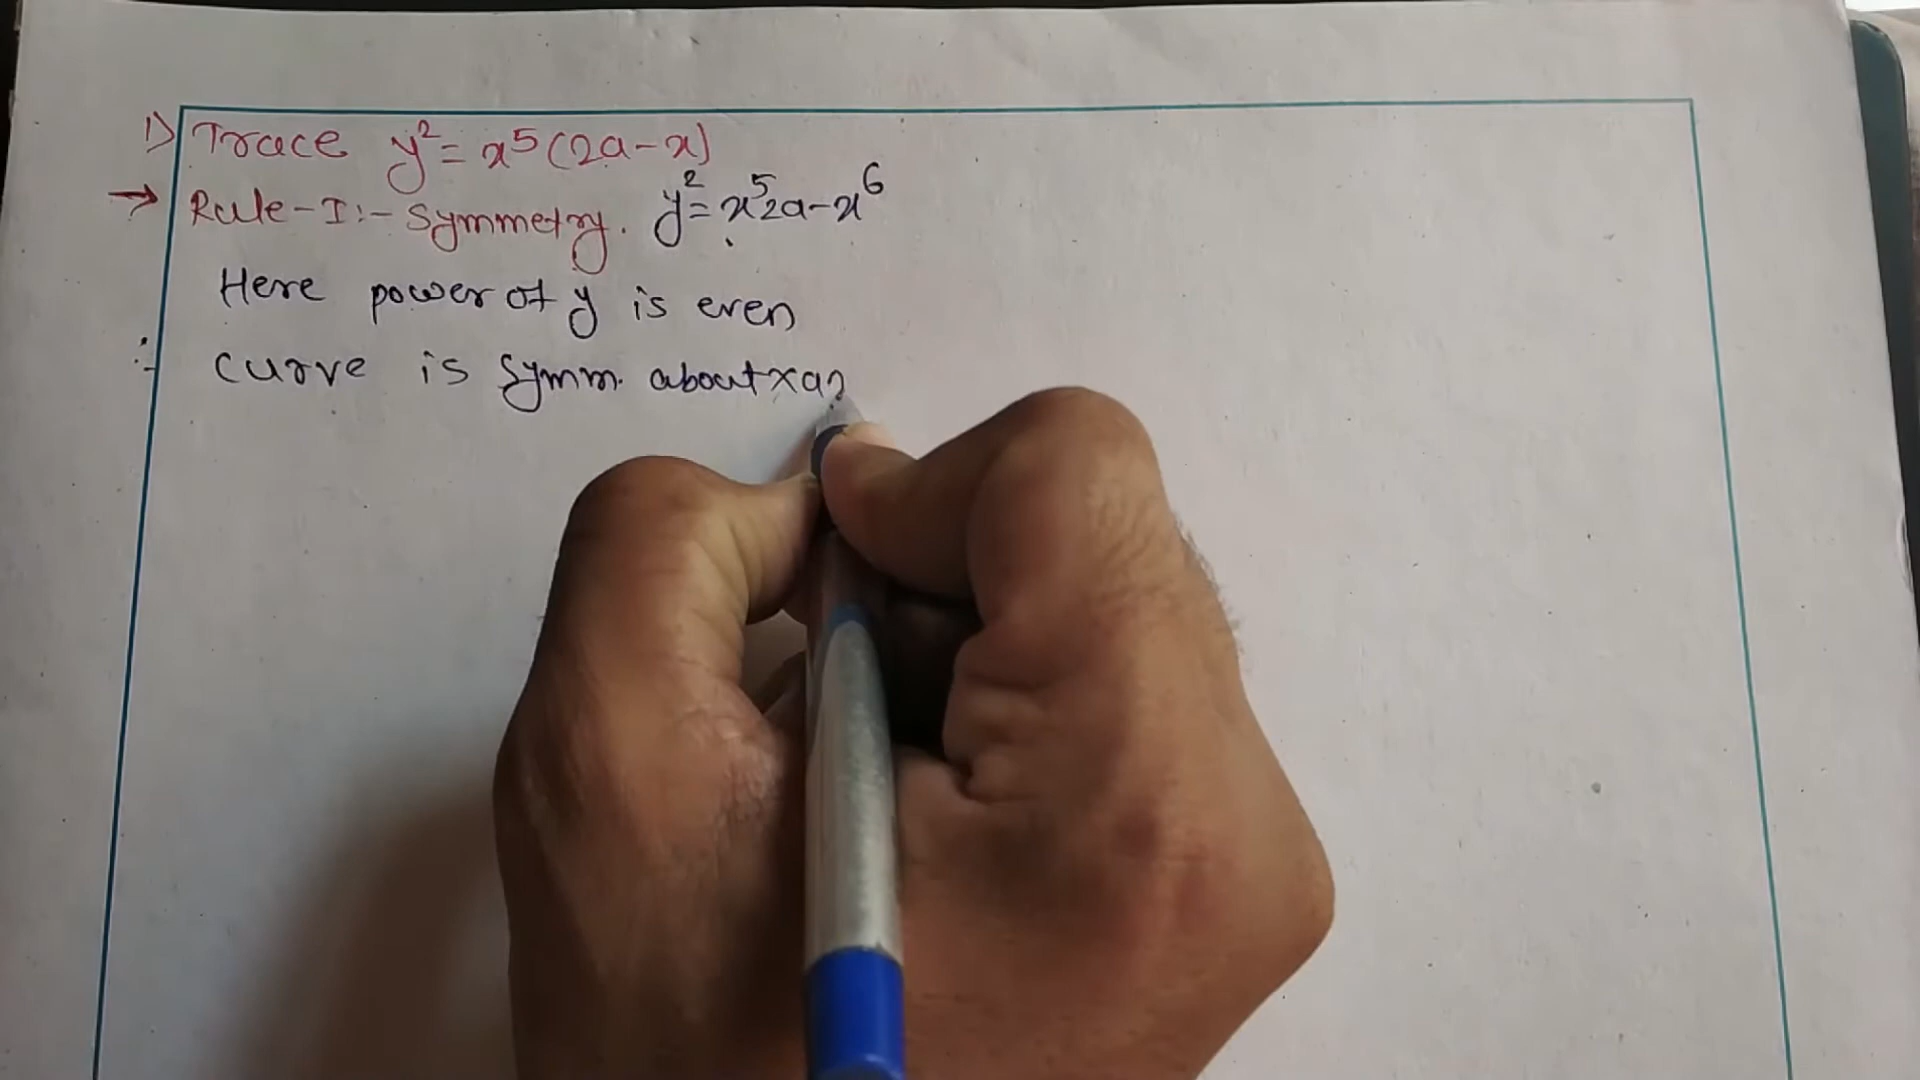 1) Trace y² = x⁵(2a-x)
→ Rule-I :- Symmetry. y² = x⁵2a-x⁶
Here power of y is even
∴ curve is symm. about x